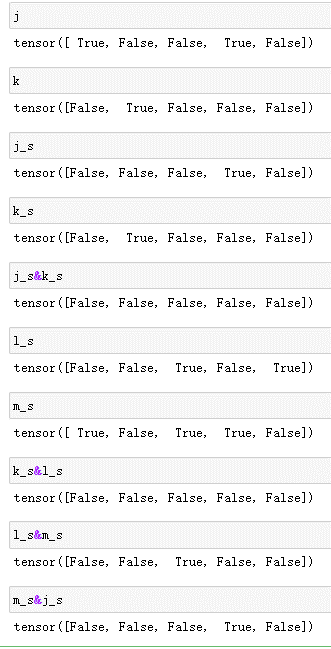 j
tensor([ True, False, False,  True, False])
k
tensor([False,  True, False, False, False])
j_s
tensor([False, False, False,  True, False])
k_s
tensor([False,  True, False, False, False])
j_s&k_s
tensor([False, False, False, False, False])
l_s
tensor([False, False,  True, False,  True])
m_s
tensor([ True, False,  True,  True, False])
k_s&l_s
tensor([False, False, False, False, False])
l_s&m_s
tensor([False, False,  True, False, False])
m_s&j_s
tensor([False, False, False,  True, False])